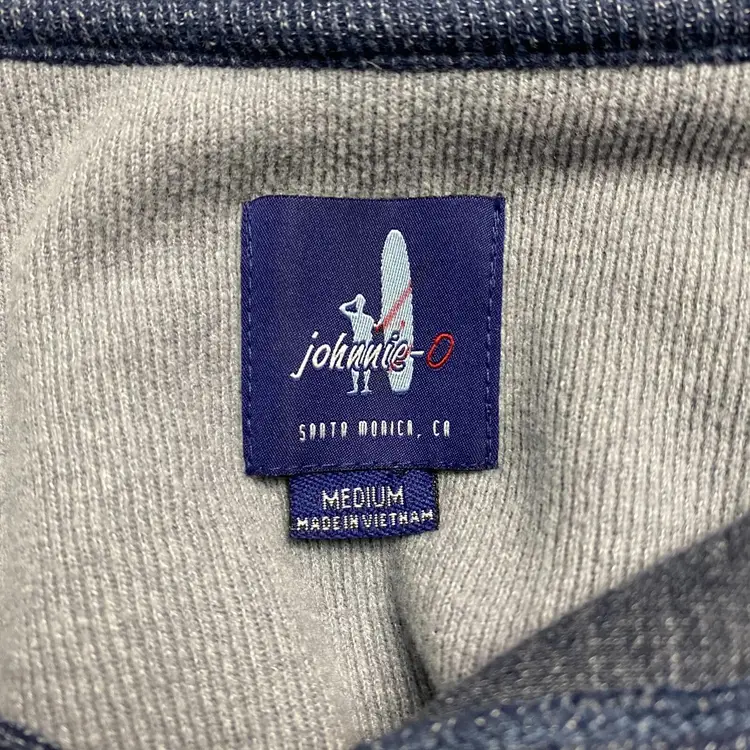 johnnie-O
SANTA MONICA, CA
MEDIUM
MADE IN VIETNAM